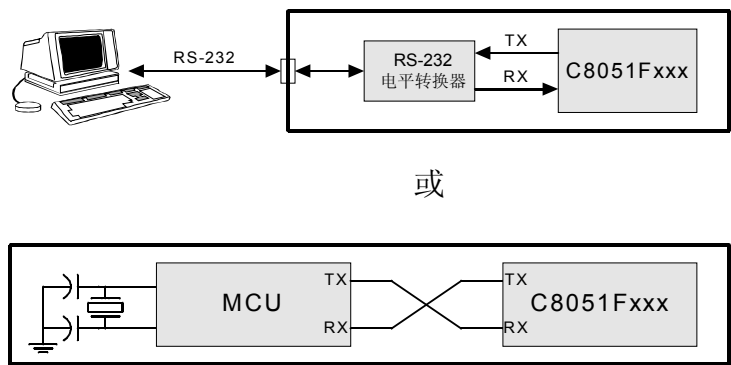 RS-232
RS-232
电平转换器
TX
RX
C8051Fxxx
或
MCU
TX
RX
TX
RX
C8051Fxxx